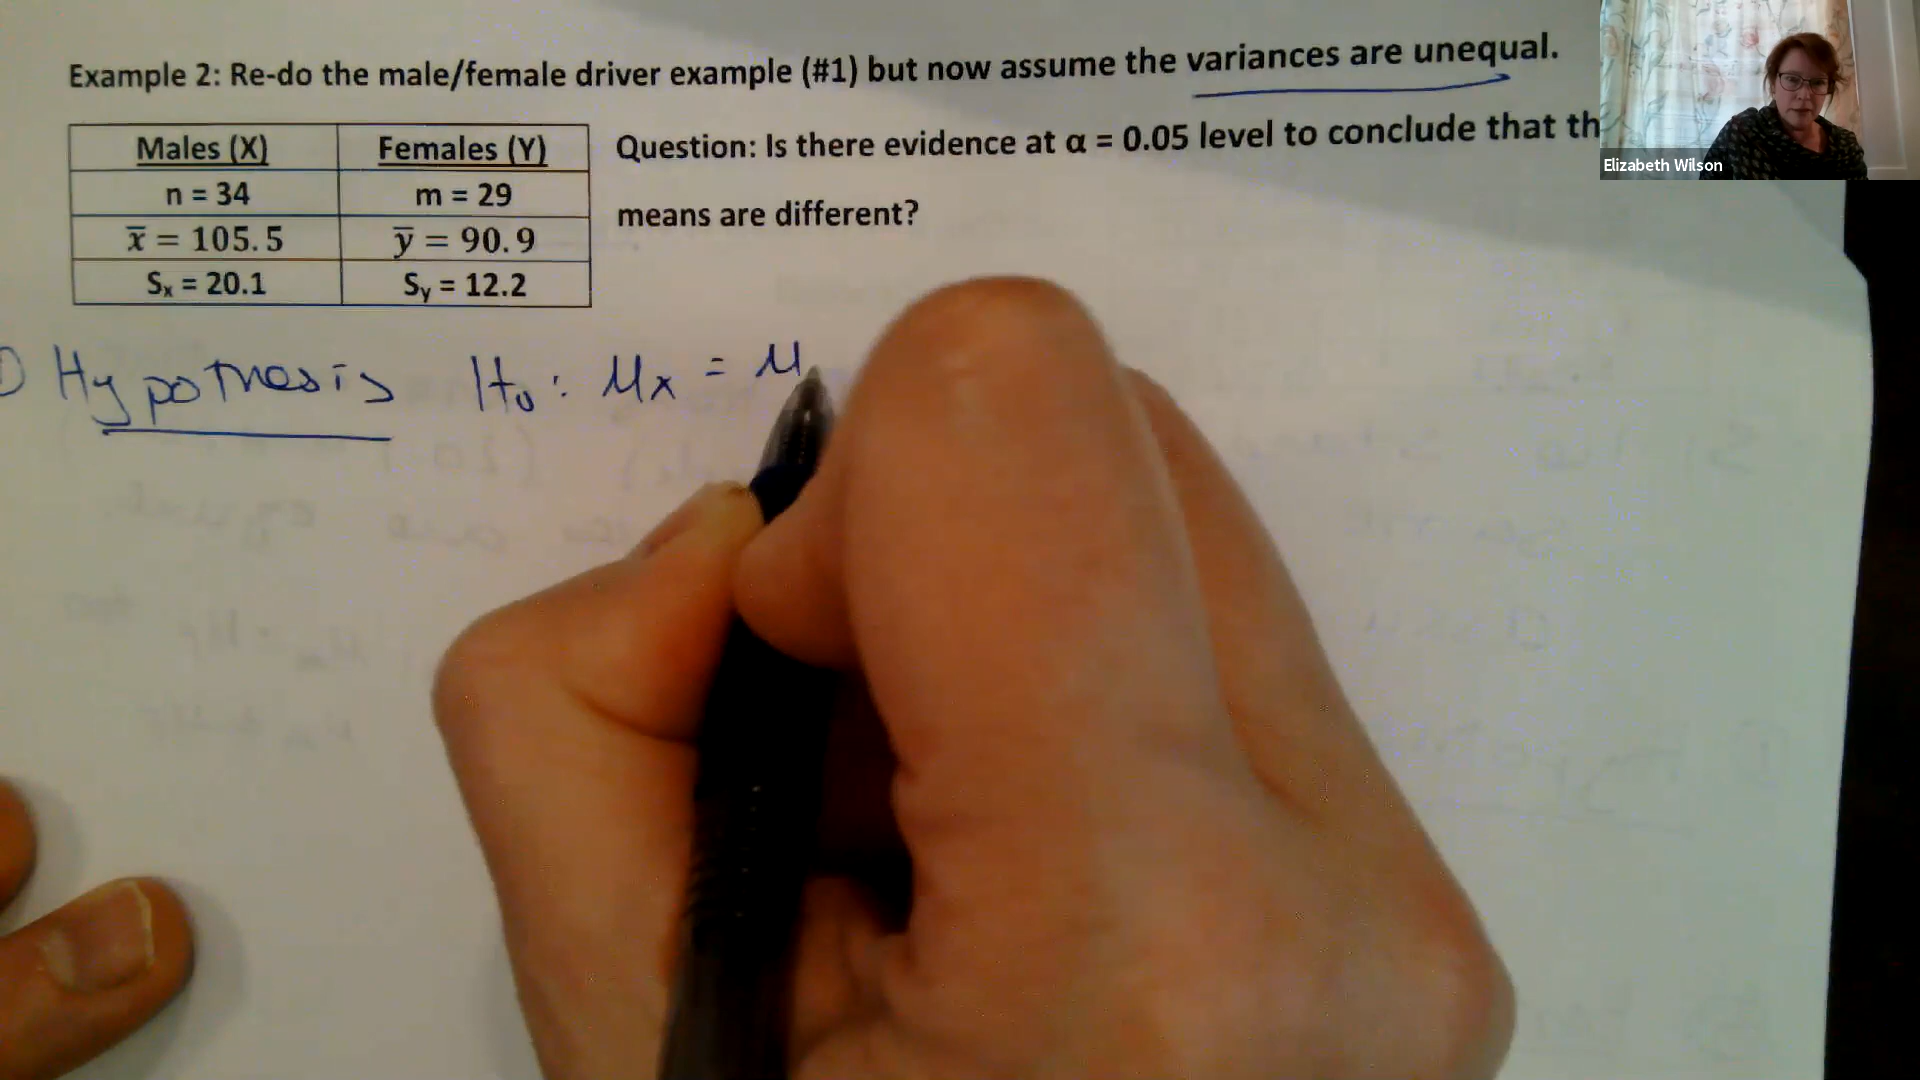 Example 2: Re-do the male/female driver example (#1) but now assume the variances are unequal.
Males (X) Females (Y)
n = 34 m = 29
x̅ = 105.5 y̅ = 90.9
Sx = 20.1 Sy = 12.2
Question: Is there evidence at α = 0.05 level to conclude that th
means are different?
Elizabeth Wilson
Hypothesis H₀ : μx = μ